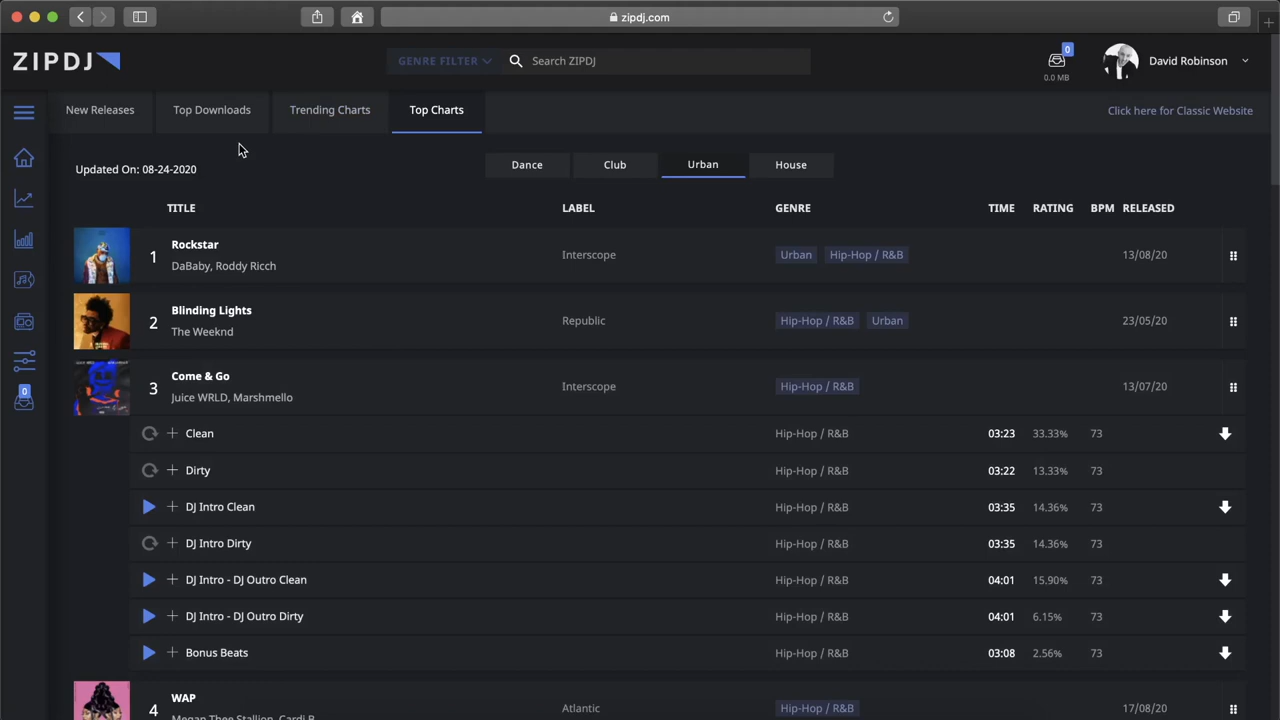 zipdj.com
ZIPDJ
GENRE FILTER
Search ZIPDJ
0
0.0 MB
David Robinson
New Releases
Top Downloads
Trending Charts
Top Charts
Click here for Classic Website
Updated On: 08-24-2020
Dance
Club
Urban
House
TITLE LABEL GENRE TIME RATING BPM RELEASED
1 Rockstar
DaBaby, Roddy Ricch
Interscope Urban Hip-Hop / R&B 13/08/20
2 Blinding Lights
The Weeknd
Republic Hip-Hop / R&B Urban 23/05/20
3 Come & Go
Juice WRLD, Marshmello
Interscope Hip-Hop / R&B 13/07/20
0
Clean Hip-Hop / R&B 03:23 33.33% 73
Dirty Hip-Hop / R&B 03:22 13.33% 73
DJ Intro Clean Hip-Hop / R&B 03:35 14.36% 73
DJ Intro Dirty Hip-Hop / R&B 03:35 14.36% 73
DJ Intro - DJ Outro Clean Hip-Hop / R&B 04:01 15.90% 73
DJ Intro - DJ Outro Dirty Hip-Hop / R&B 04:01 6.15% 73
Bonus Beats Hip-Hop / R&B 03:08 2.56% 73
4 WAP
Megan Thee Stallion, Cardi B
Atlantic Hip-Hop / R&B 17/08/20